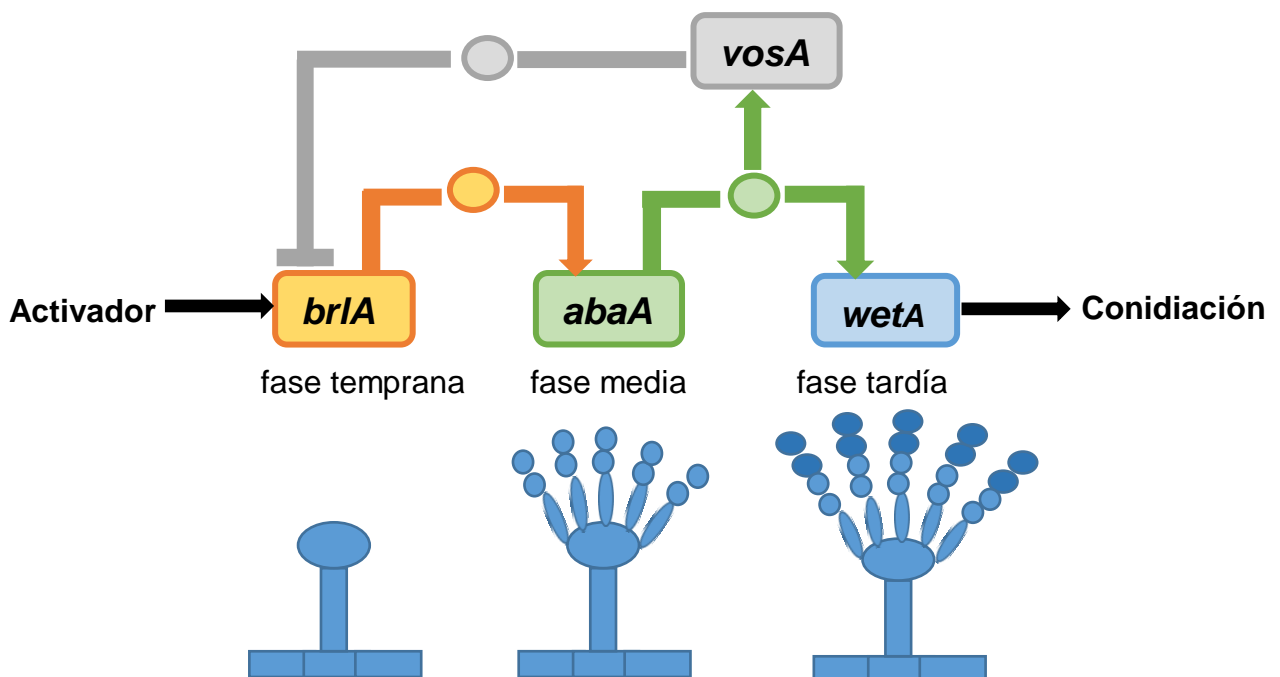 vosA
Activador
brlA
abaA
wetA
Conidiación
fase temprana
fase media
fase tardía